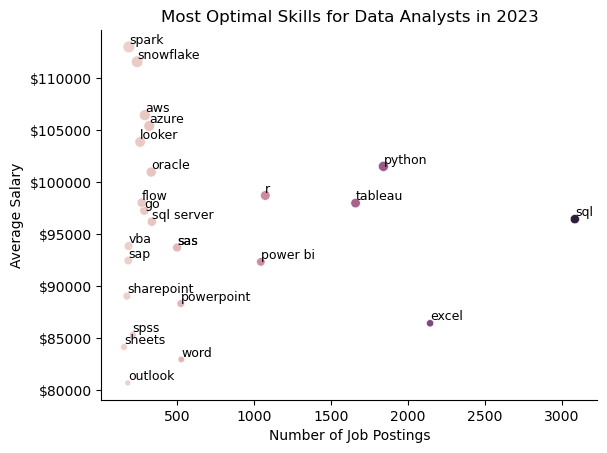 Most Optimal Skills for Data Analysts in 2023
spark
snowflake
$110000
aws
azure
$105000
looker
python
oracle
$100000
r
flow
tableau
go
sql server
sql
$95000
vba
sas
sap
power bi
$90000
sharepoint
powerpoint
excel
spss
$85000
sheets
word
outlook
$80000
500
1000
1500
2000
2500
3000
Number of Job Postings
Average Salary